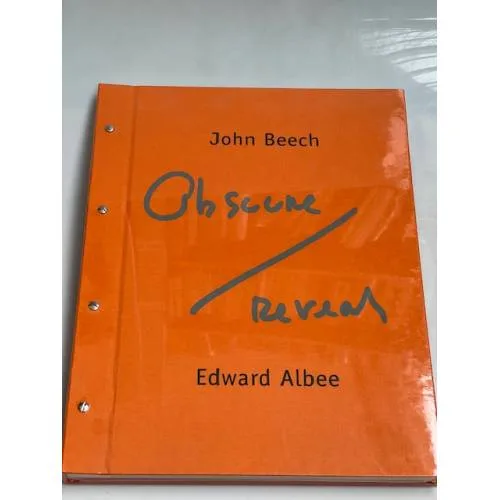 John Beech
Obscure
/
Reveal
Edward Albee